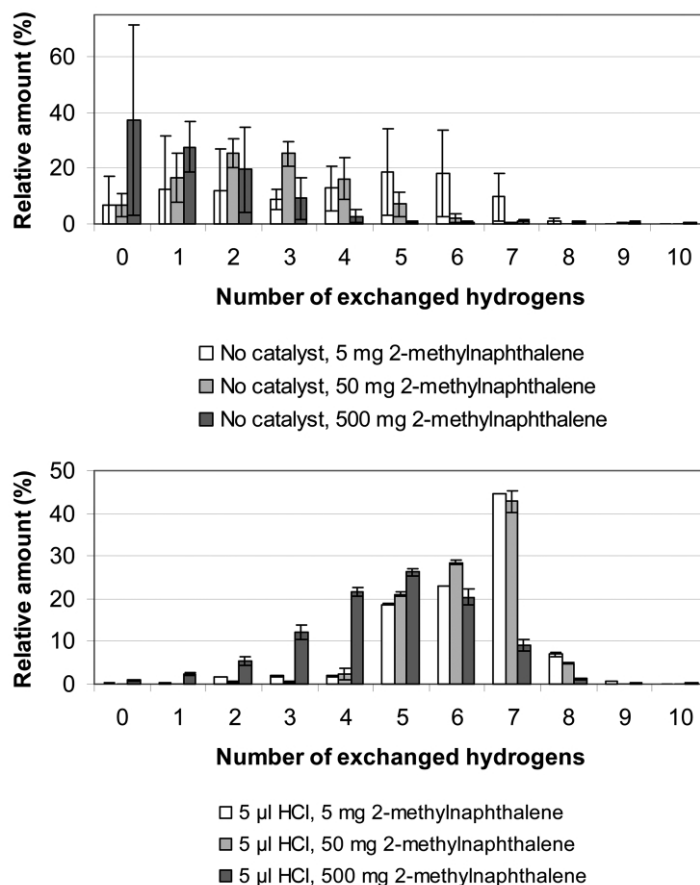 Relative amount (%)
60
40
20
0
0 1 2 3 4 5 6 7 8 9 10
Number of exchanged hydrogens
No catalyst, 5 mg 2-methylnaphthalene
No catalyst, 50 mg 2-methylnaphthalene
No catalyst, 500 mg 2-methylnaphthalene
Relative amount (%)
50
40
30
20
10
0
0 1 2 3 4 5 6 7 8 9 10
Number of exchanged hydrogens
5 µl HCl, 5 mg 2-methylnaphthalene
5 µl HCl, 50 mg 2-methylnaphthalene
5 µl HCl, 500 mg 2-methylnaphthalene